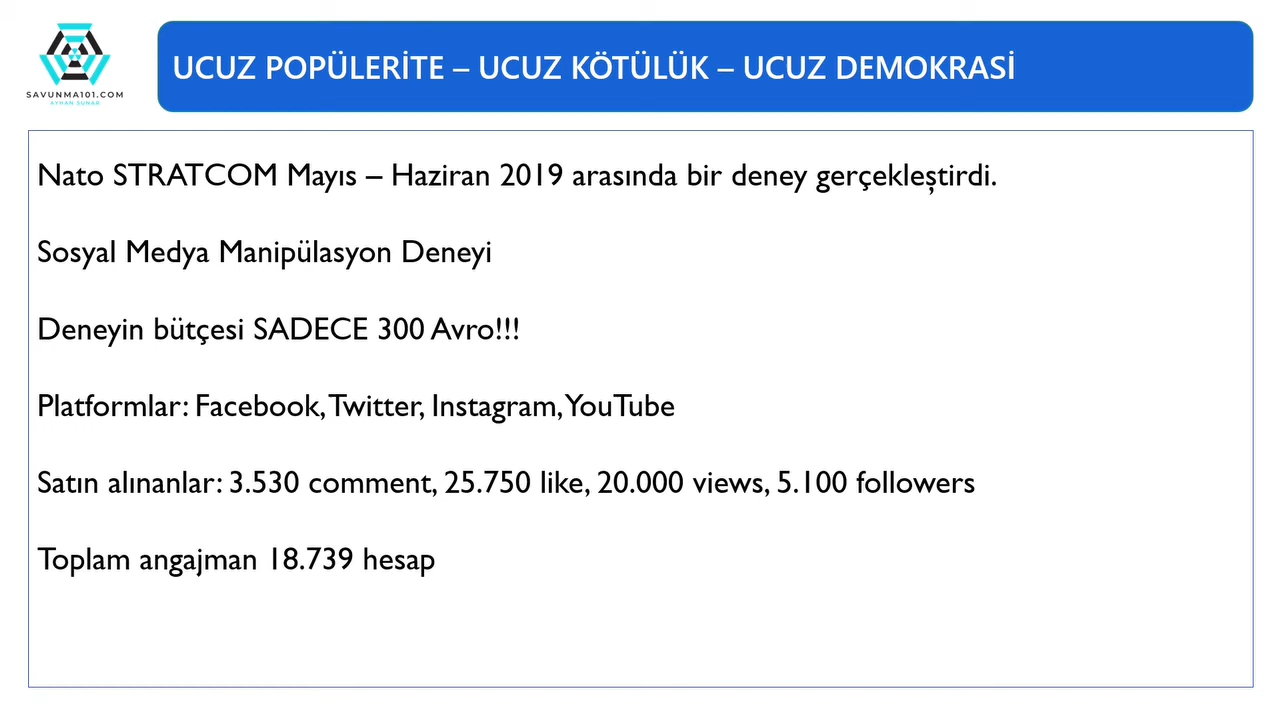 SAVUNMA101.COM
AYHAN SUNAR
UCUZ POPÜLERİTE – UCUZ KÖTÜLÜK – UCUZ DEMOKRASİ
Nato STRATCOM Mayıs – Haziran 2019 arasında bir deney gerçekleştirdi.
Sosyal Medya Manipülasyon Deneyi
Deneyin bütçesi SADECE 300 Avro!!!
Platformlar: Facebook, Twitter, Instagram, YouTube
Satın alınanlar: 3.530 comment, 25.750 like, 20.000 views, 5.100 followers
Toplam angajman 18.739 hesap